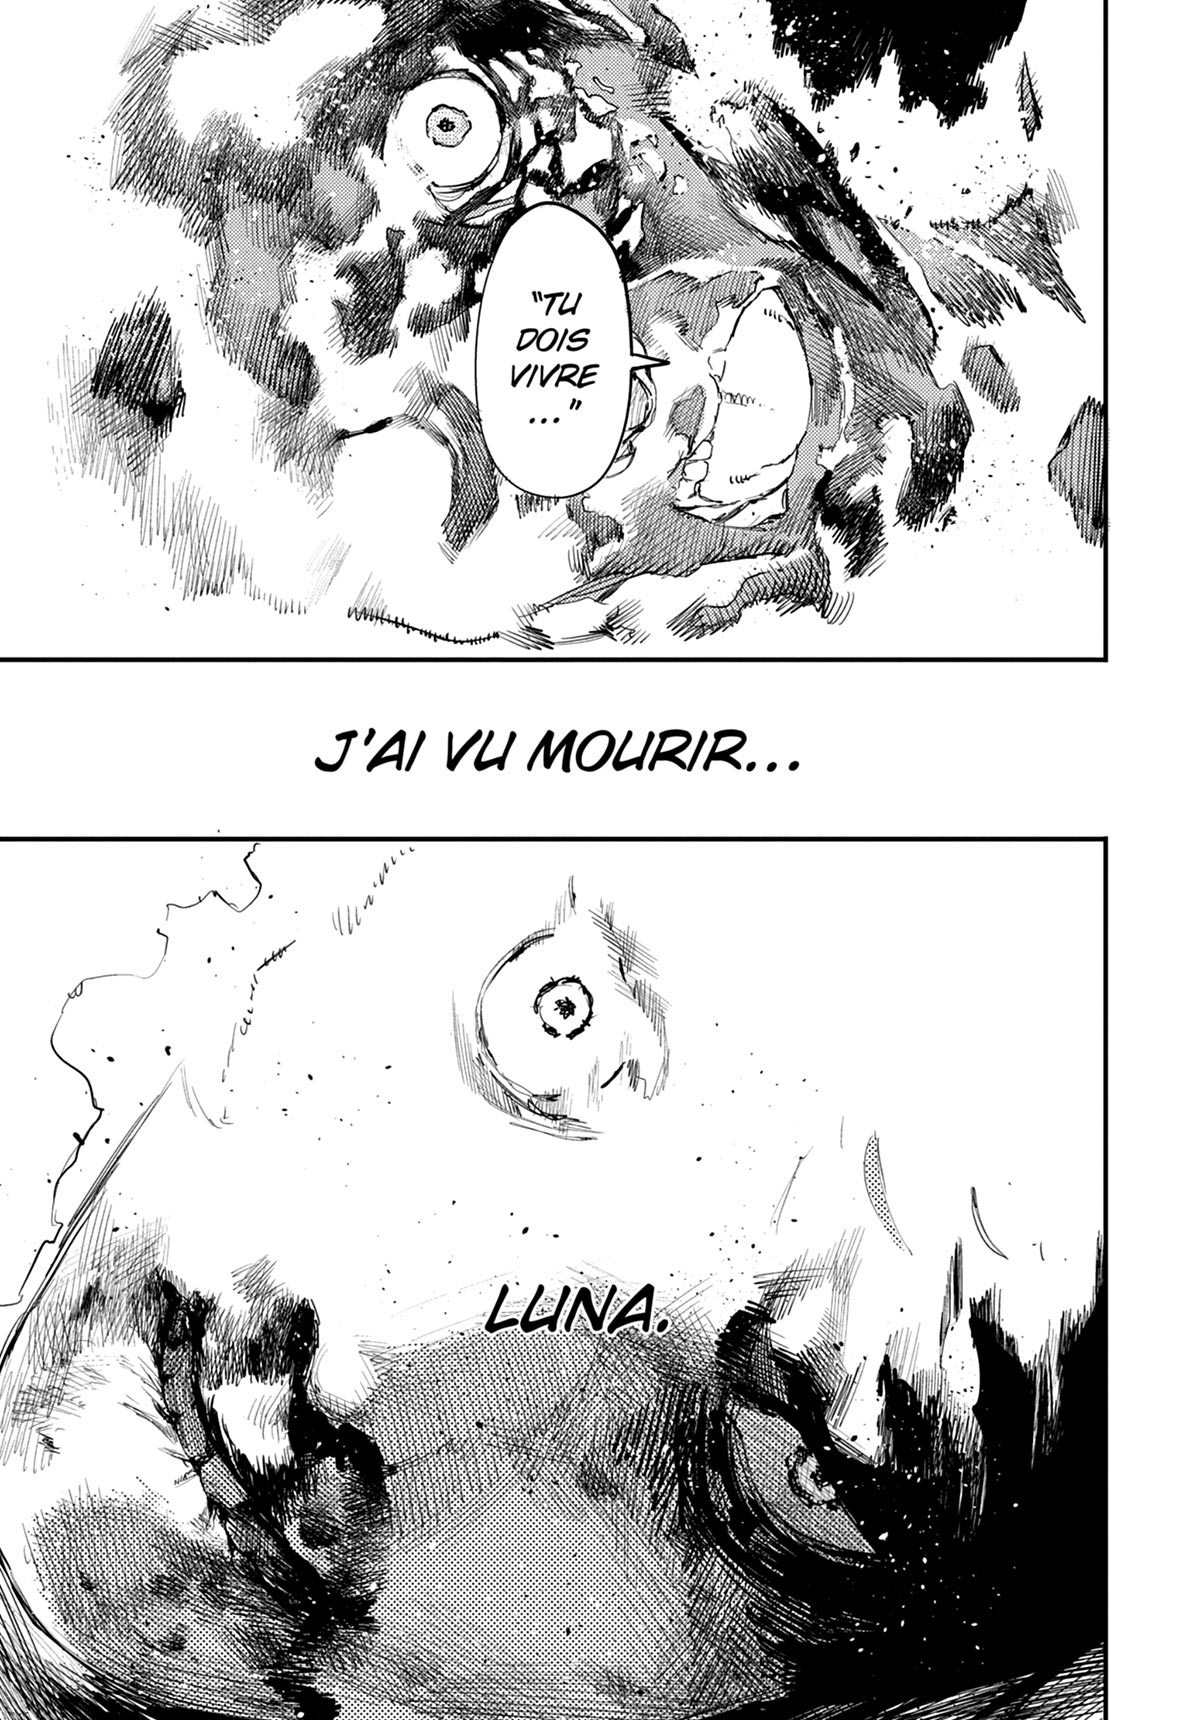 “TU
DOIS
VIVRE
...”
J’AI VU MOURIR...
LUNA.